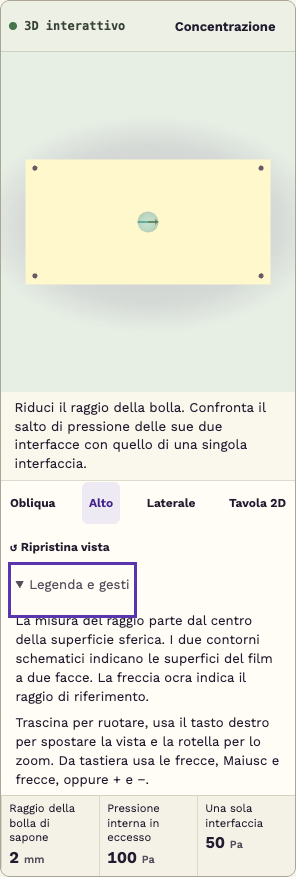 3D interattivo
Concentrazione
Riduci il raggio della bolla. Confronta il
salto di pressione delle sue due
interfacce con quello di una singola
interfaccia.
Obliqua Alto Laterale Tavola 2D
↺ Ripristina vista
▼ Legenda e gesti
La misura del raggio parte dal centro
della superficie sferica. I due contorni
schematici indicano le superfici del film
a due facce. La freccia ocra indica il
raggio di riferimento.
Trascina per ruotare, usa il tasto destro
per spostare la vista e la rotella per lo
zoom. Da tastiera usa le frecce, Maiusc e
frecce, oppure + e −.
Raggio della
bolla di
sapone
2 mm
Pressione
interna in
eccesso
100 Pa
Una sola
interfaccia
50 Pa